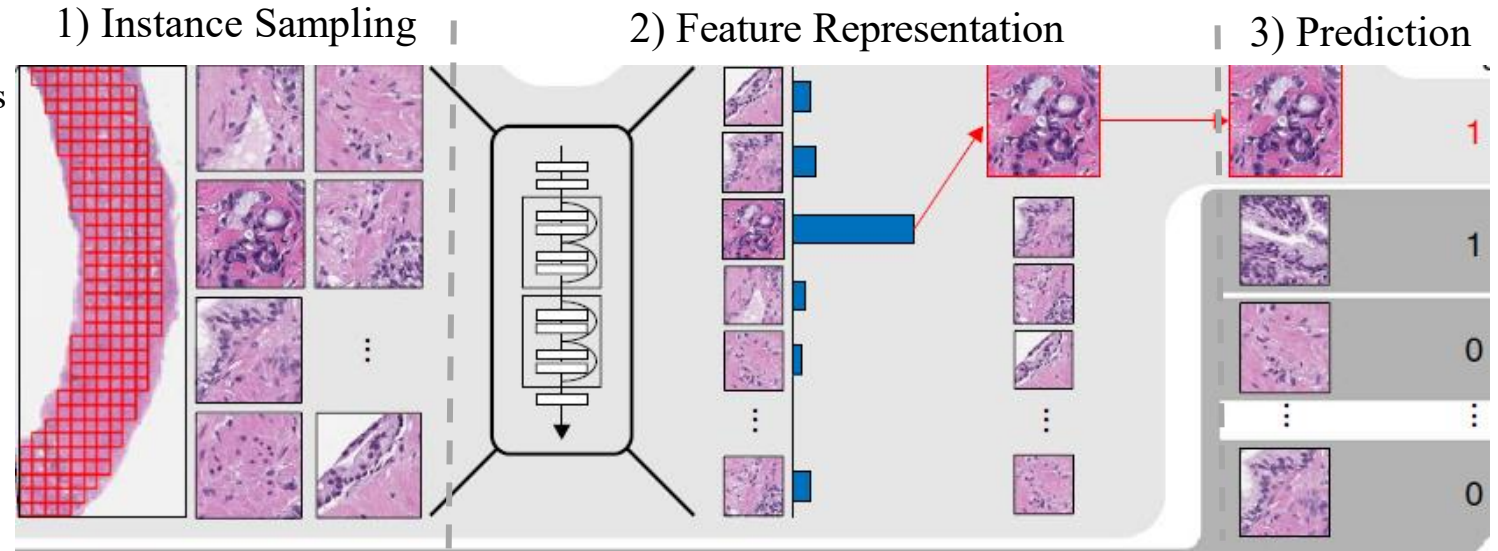 1) Instance Sampling
2) Feature Representation
3) Prediction
s
1
1
0
0